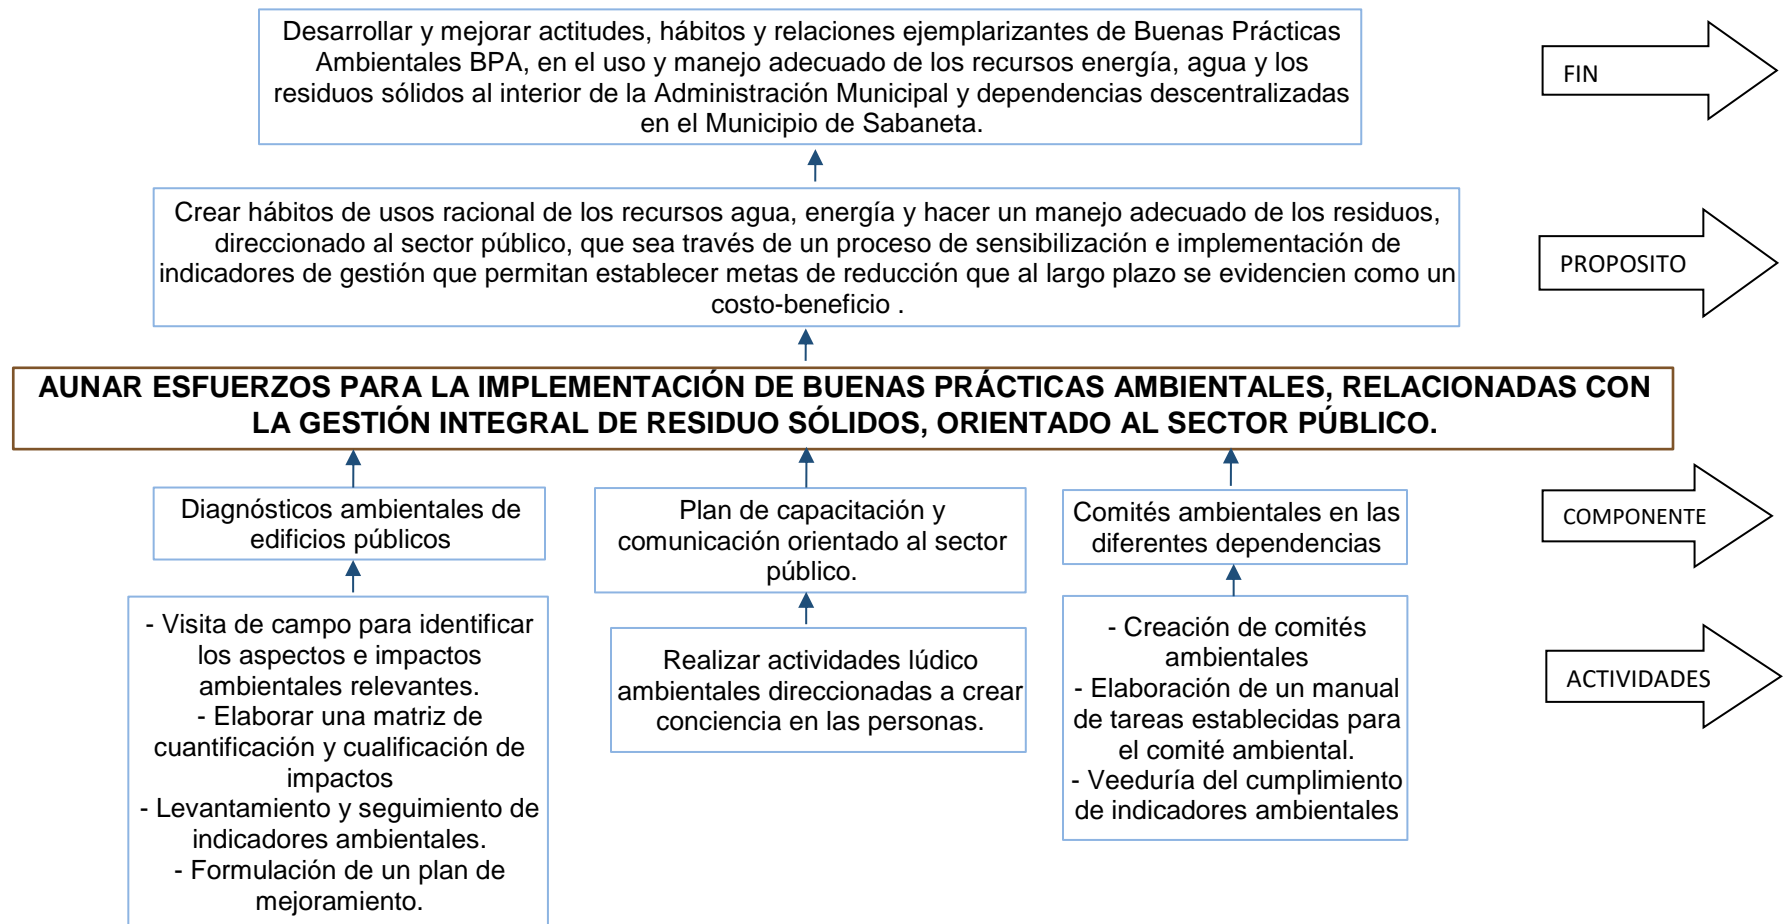 Desarrollar y mejorar actitudes, hábitos y relaciones ejemplarizantes de Buenas Prácticas
Ambientales BPA, en el uso y manejo adecuado de los recursos energía, agua y los
residuos sólidos al interior de la Administración Municipal y dependencias descentralizadas
en el Municipio de Sabaneta.
FIN
Crear hábitos de usos racional de los recursos agua, energía y hacer un manejo adecuado de los residuos,
direccionado al sector público, que sea través de un proceso de sensibilización e implementación de
indicadores de gestión que permitan establecer metas de reducción que al largo plazo se evidencien como un
costo-beneficio .
PROPOSITO
AUNAR ESFUERZOS PARA LA IMPLEMENTACIÓN DE BUENAS PRÁCTICAS AMBIENTALES, RELACIONADAS CON
LA GESTIÓN INTEGRAL DE RESIDUO SÓLIDOS, ORIENTADO AL SECTOR PÚBLICO.
Diagnósticos ambientales de
edificios públicos
Plan de capacitación y
comunicación orientado al sector
público.
Comités ambientales en las
diferentes dependencias
COMPONENTE
- Visita de campo para identificar
los aspectos e impactos
ambientales relevantes.
- Elaborar una matriz de
cuantificación y cualificación de
impactos
- Levantamiento y seguimiento de
indicadores ambientales.
- Formulación de un plan de
mejoramiento.
Realizar actividades lúdico
ambientales direccionadas a crear
conciencia en las personas.
- Creación de comités
ambientales
- Elaboración de un manual
de tareas establecidas para
el comité ambiental.
- Veeduría del cumplimiento
de indicadores ambientales
ACTIVIDADES